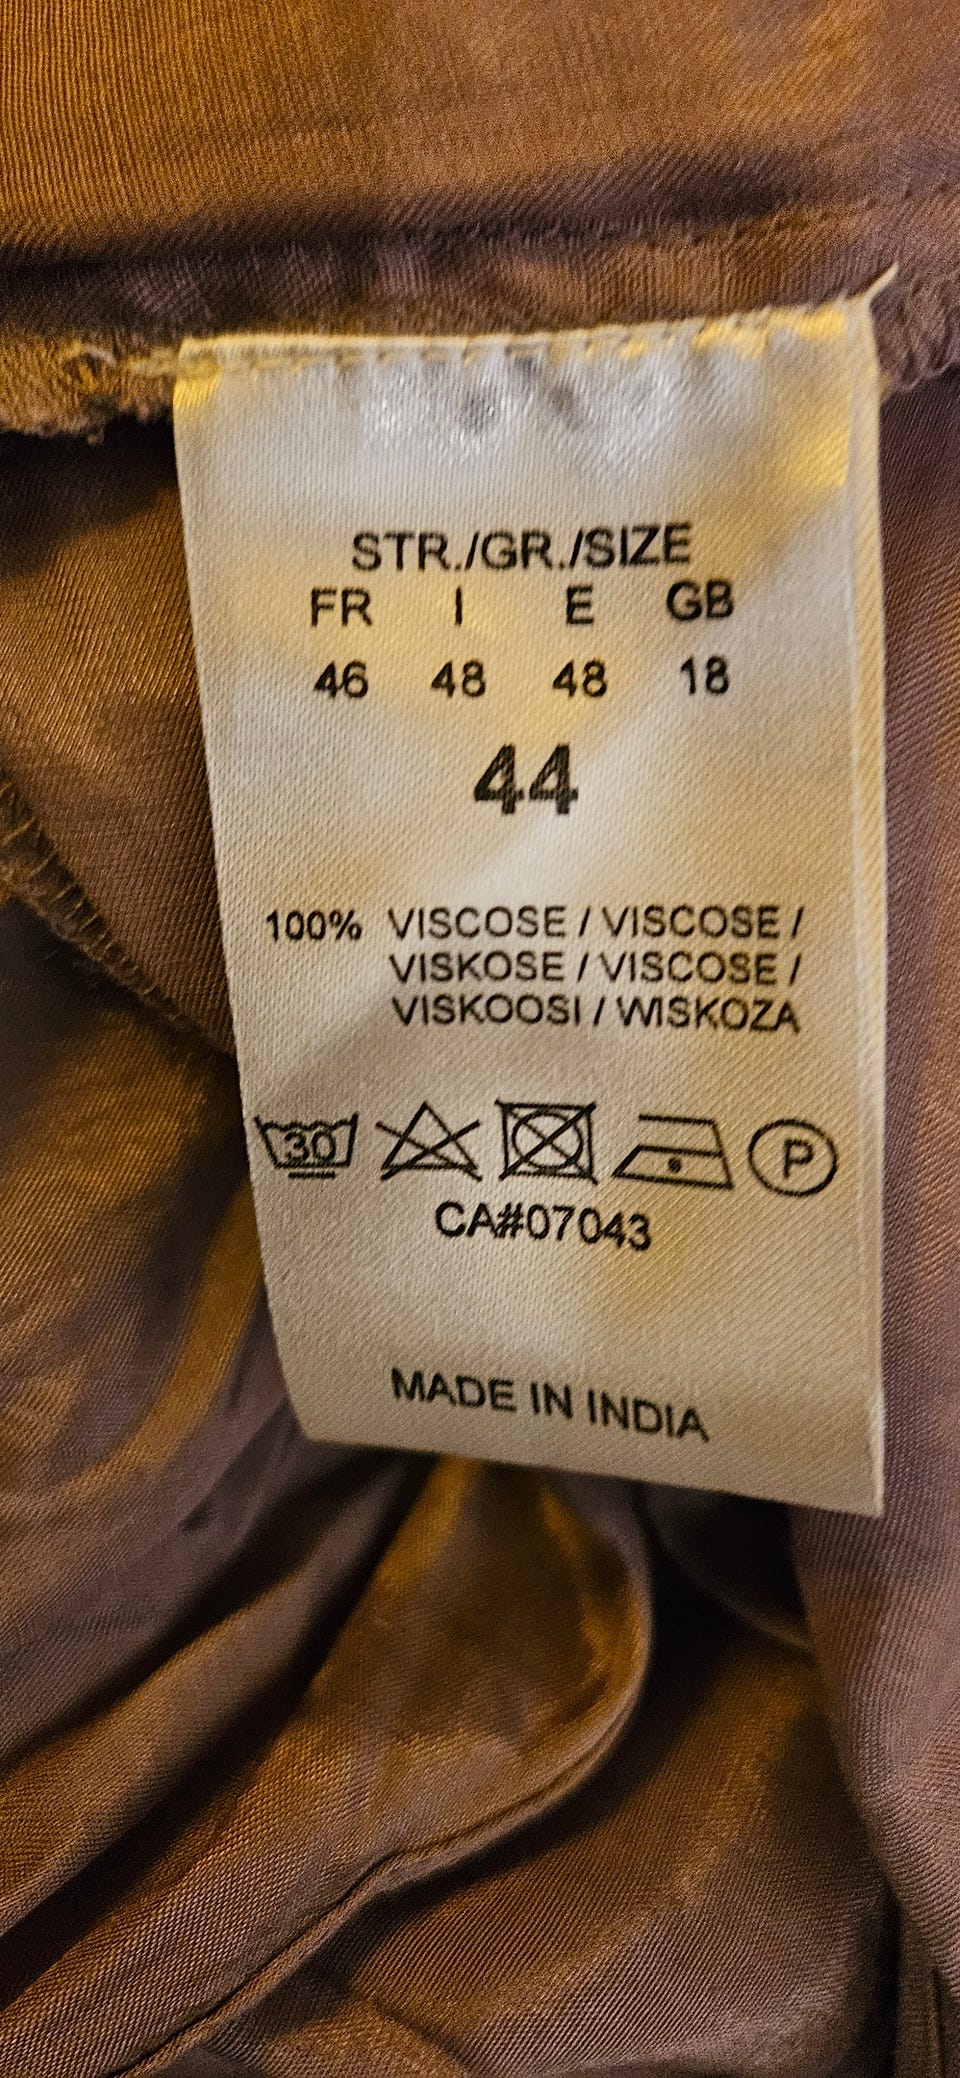 STR./GR./SIZE
FR I E GB
46 48 48 18
44
100% VISCOSE / VISCOSE /
VISKOSE / VISCOSE /
VISKOOSI / WISKOZA
30 P
CA#07043
MADE IN INDIA